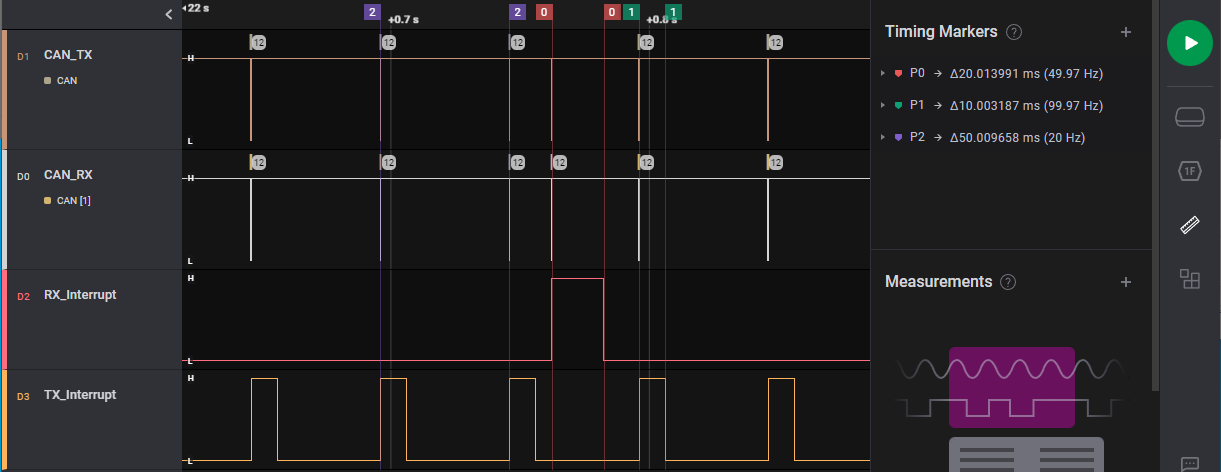 22 s
2
+0.7 s
2
0
0
1
+0.8 s
1
D1
CAN_TX
CAN
H
L
12
12
12
12
12
D0
CAN_RX
CAN [1]
H
L
12
12
12
12
12
12
D2
RX_Interrupt
H
L
D3
TX_Interrupt
H
L
Timing Markers ? +
P0 → Δ20.013991 ms (49.97 Hz)
P1 → Δ10.003187 ms (99.97 Hz)
P2 → Δ50.009658 ms (20 Hz)
Measurements ? +
1F